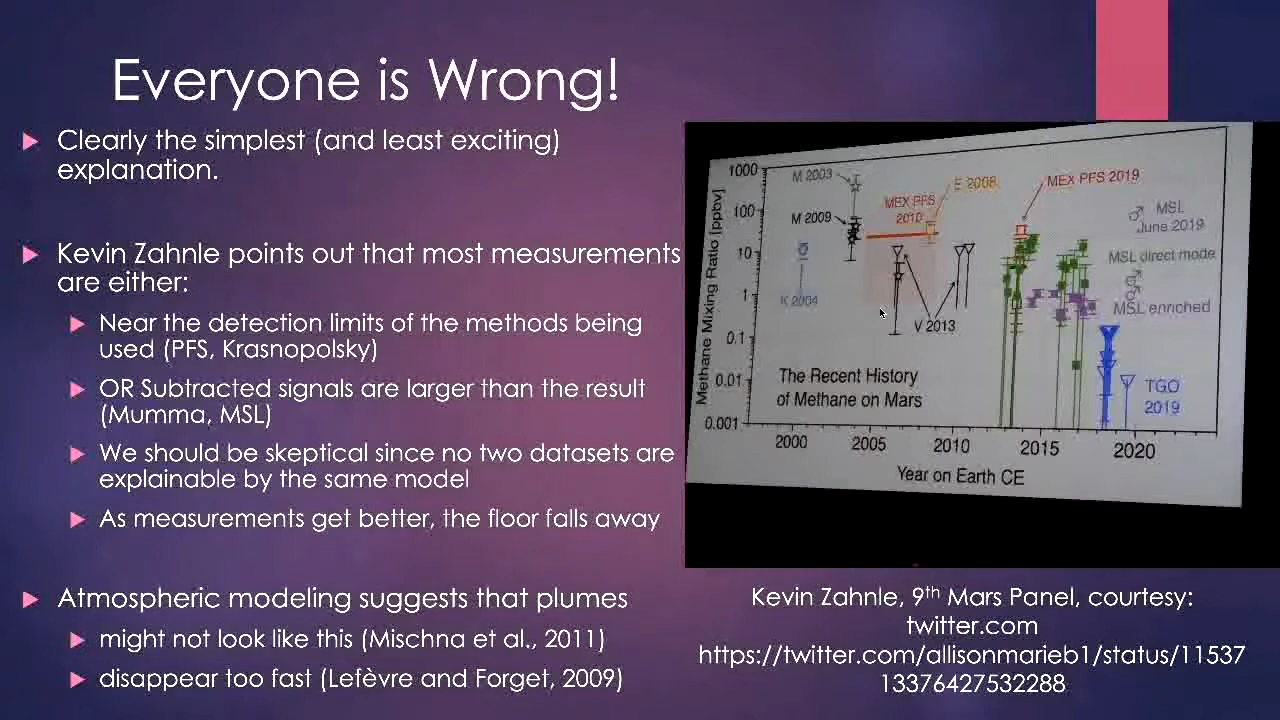 Everyone is Wrong!
Clearly the simplest (and least exciting)
explanation.
Kevin Zahnle points out that most measurements
are either:
Near the detection limits of the methods being
used (PFS, Krasnopolsky)
OR Subtracted signals are larger than the result
(Mumma, MSL)
We should be skeptical since no two datasets are
explainable by the same model
As measurements get better, the floor falls away
Atmospheric modeling suggests that plumes
might not look like this (Mischna et al., 2011)
disappear too fast (Lefèvre and Forget, 2009)
Methane Mixing Ratio [ppbv]
1000
100
10
1
0.1
0.01
0.001
M 2003
M 2009
K 2004
MEX PFS
2010
E 2008
V 2013
MEX PFS 2019
MSL
June 2019
MSL direct mode
MSL enriched
TGO
2019
The Recent History
of Methane on Mars
2000
2005
2010
2015
2020
Year on Earth CE
Kevin Zahnle, 9th Mars Panel, courtesy:
twitter.com
https://twitter.com/allisonmarieb1/status/11537
13376427532288